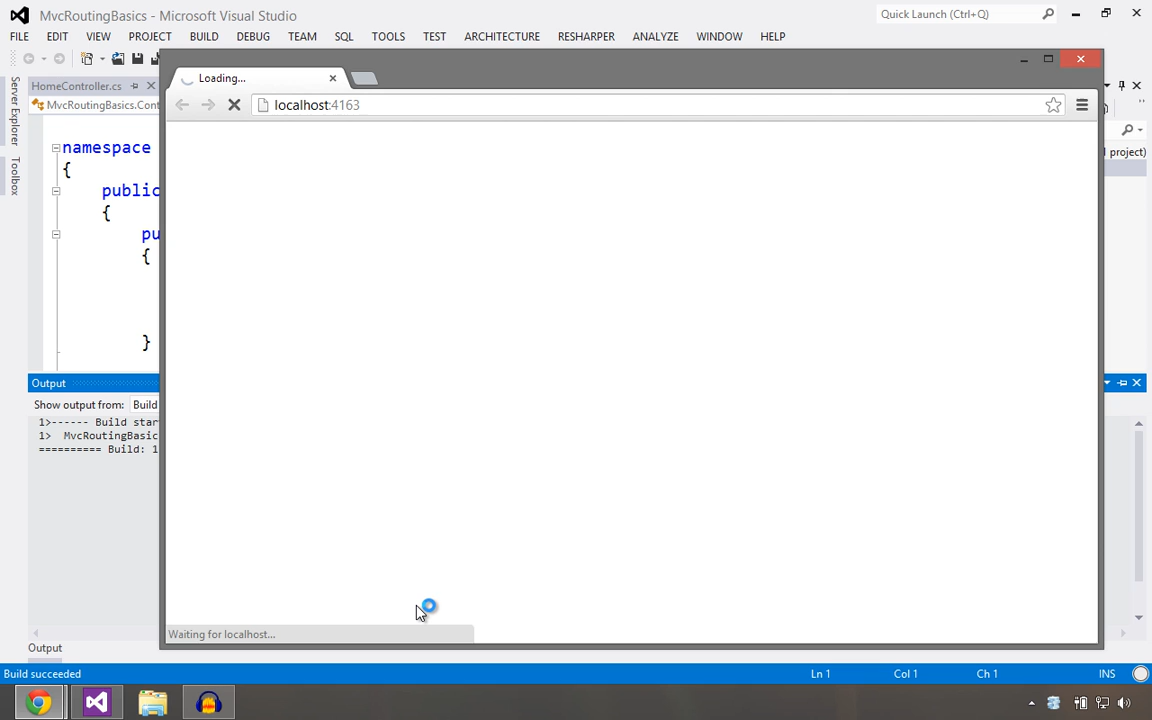 MvcRoutingBasics - Microsoft Visual Studio
Quick Launch (Ctrl+Q)
FILE EDIT VIEW PROJECT BUILD DEBUG TEAM SQL TOOLS TEST ARCHITECTURE RESHARPER ANALYZE WINDOW HELP
Loading...
localhost:4163
Server Explorer
Toolbox
HomeController.cs
MvcRoutingBasics.Cont
project)
namespace
{
public
{
pu
{
}
Output
Show output from: Build
1>------ Build star
1> MvcRoutingBasic
========== Build: 1
Waiting for localhost...
Output
Build succeeded
Ln 1 Col 1 Ch 1 INS